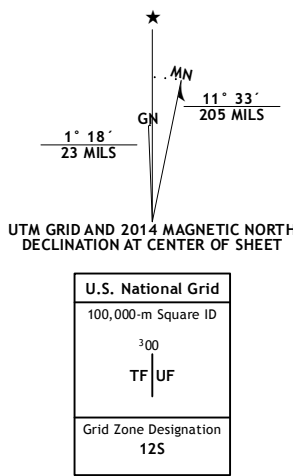 ★
MN
GN
11° 33´
205 MILS
1° 18´
23 MILS
UTM GRID AND 2014 MAGNETIC NORTH
DECLINATION AT CENTER OF SHEET
U.S. National Grid
100,000-m Square ID
³00
TF UF
Grid Zone Designation
12S